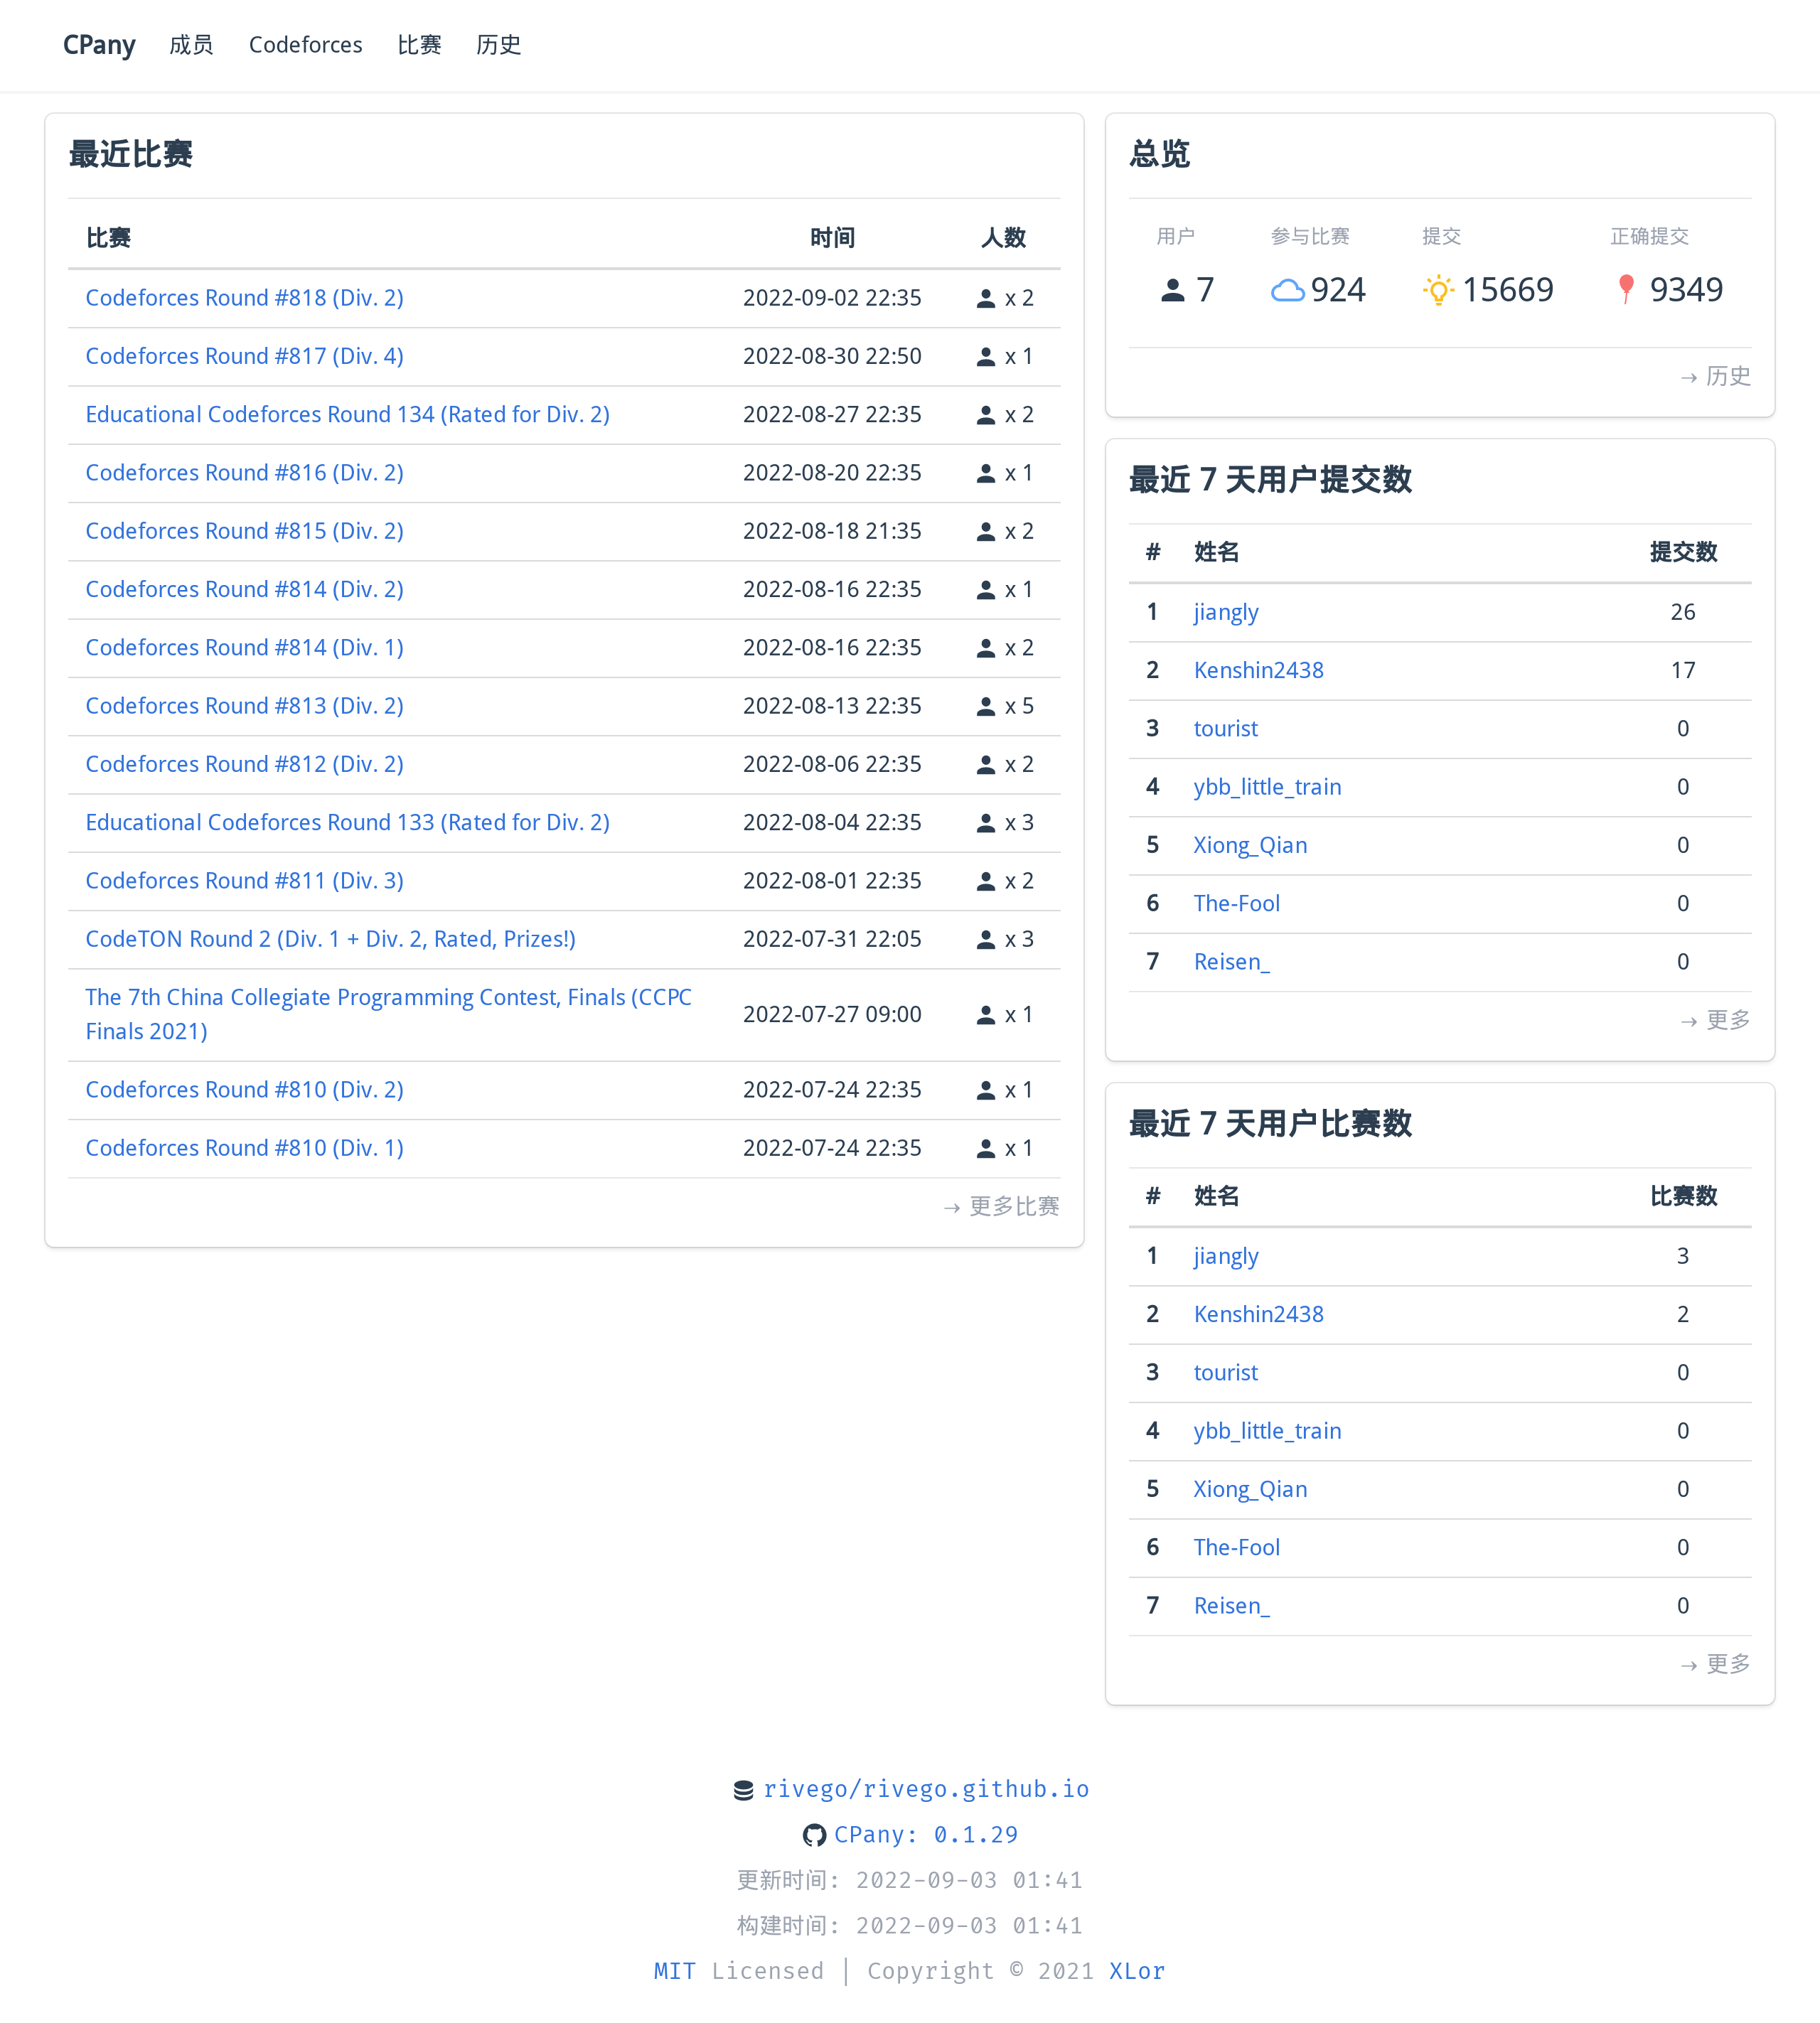 CPany 成员 Codeforces 比赛 历史
最近比赛
比赛 时间 人数
Codeforces Round #818 (Div. 2) 2022-09-02 22:35 x 2
Codeforces Round #817 (Div. 4) 2022-08-30 22:50 x 1
Educational Codeforces Round 134 (Rated for Div. 2) 2022-08-27 22:35 x 2
Codeforces Round #816 (Div. 2) 2022-08-20 22:35 x 1
Codeforces Round #815 (Div. 2) 2022-08-18 21:35 x 2
Codeforces Round #814 (Div. 2) 2022-08-16 22:35 x 1
Codeforces Round #814 (Div. 1) 2022-08-16 22:35 x 2
Codeforces Round #813 (Div. 2) 2022-08-13 22:35 x 5
Codeforces Round #812 (Div. 2) 2022-08-06 22:35 x 2
Educational Codeforces Round 133 (Rated for Div. 2) 2022-08-04 22:35 x 3
Codeforces Round #811 (Div. 3) 2022-08-01 22:35 x 2
CodeTON Round 2 (Div. 1 + Div. 2, Rated, Prizes!) 2022-07-31 22:05 x 3
The 7th China Collegiate Programming Contest, Finals (CCPC
Finals 2021) 2022-07-27 09:00 x 1
Codeforces Round #810 (Div. 2) 2022-07-24 22:35 x 1
Codeforces Round #810 (Div. 1) 2022-07-24 22:35 x 1
→ 更多比赛
总览
用户 参与比赛 提交 正确提交
7 924 15669 9349
→ 历史
最近 7 天用户提交数
# 姓名 提交数
1 jiangly 26
2 Kenshin2438 17
3 tourist 0
4 ybb_little_train 0
5 Xiong_Qian 0
6 The-Fool 0
7 Reisen_ 0
→ 更多
最近 7 天用户比赛数
# 姓名 比赛数
1 jiangly 3
2 Kenshin2438 2
3 tourist 0
4 ybb_little_train 0
5 Xiong_Qian 0
6 The-Fool 0
7 Reisen_ 0
→ 更多
rivego/rivego.github.io
CPany: 0.1.29
更新时间: 2022-09-03 01:41
构建时间: 2022-09-03 01:41
MIT Licensed | Copyright © 2021 XLor